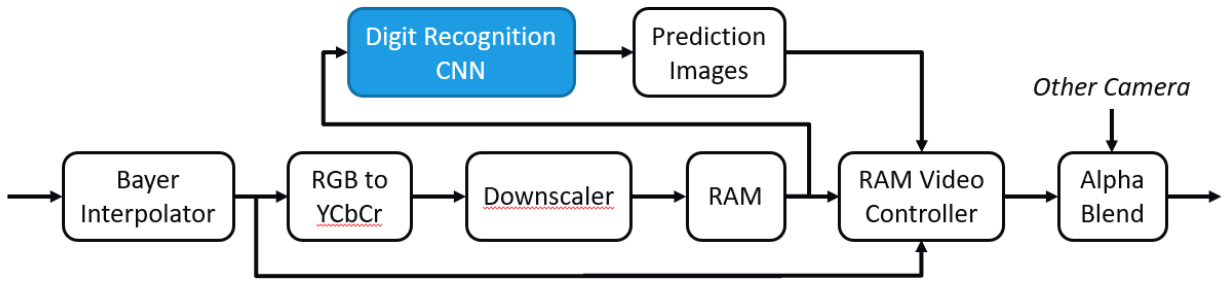 Digit Recognition
CNN
Prediction
Images
Other Camera
Bayer
Interpolator
RGB to
YCbCr
Downscaler
RAM
RAM Video
Controller
Alpha
Blend